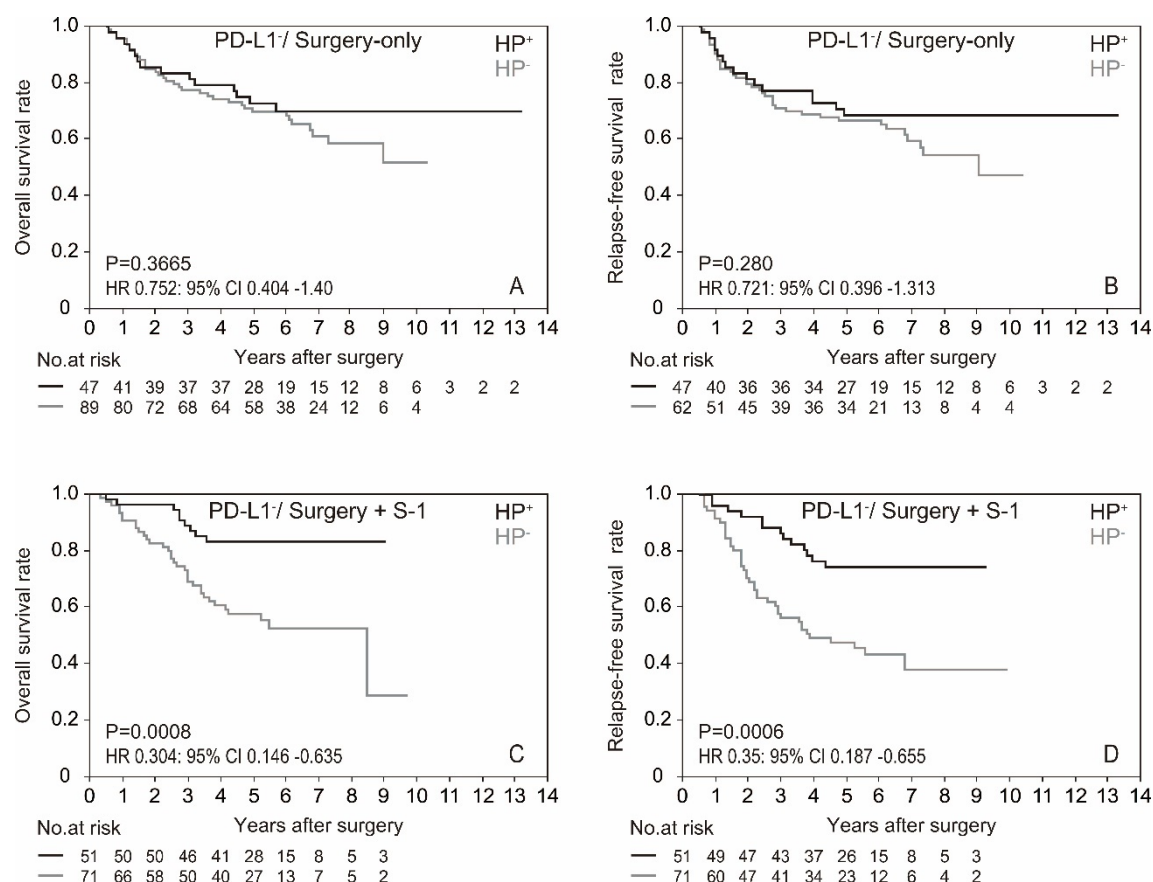 PD-L1-/ Surgery-only
HP+
HP-
Overall survival rate
1.0
0.8
0.6
0.4
0.2
0
P=0.3665
HR 0.752: 95% CI 0.404 -1.40
A
0 1 2 3 4 5 6 7 8 9 10 11 12 13 14
Years after surgery
No.at risk
47 41 39 37 37 28 19 15 12 8 6 3 2 2
89 80 72 68 64 58 38 24 12 6 4
PD-L1-/ Surgery-only
HP+
HP-
Relapse-free survival rate
1.0
0.8
0.6
0.4
0.2
0
P=0.280
HR 0.721: 95% CI 0.396 -1.313
B
0 1 2 3 4 5 6 7 8 9 10 11 12 13 14
Years after surgery
No.at risk
47 40 36 36 34 27 19 15 12 8 6 3 2 2
62 51 45 39 36 34 21 13 8 4 4
PD-L1-/ Surgery + S-1
HP+
HP-
Overall survival rate
1.0
0.8
0.6
0.4
0.2
0
P=0.0008
HR 0.304: 95% CI 0.146 -0.635
C
0 1 2 3 4 5 6 7 8 9 10 11 12 13 14
Years after surgery
No.at risk
51 50 50 46 41 28 15 8 5 3
71 66 58 50 40 27 13 7 5 2
PD-L1-/ Surgery + S-1
HP+
HP-
Relapse-free survival rate
1.0
0.8
0.6
0.4
0.2
0
P=0.0006
HR 0.35: 95% CI 0.187 -0.655
D
0 1 2 3 4 5 6 7 8 9 10 11 12 13 14
Years after surgery
No.at risk
51 49 47 43 37 26 15 8 5 3
71 60 47 41 34 23 12 6 4 2